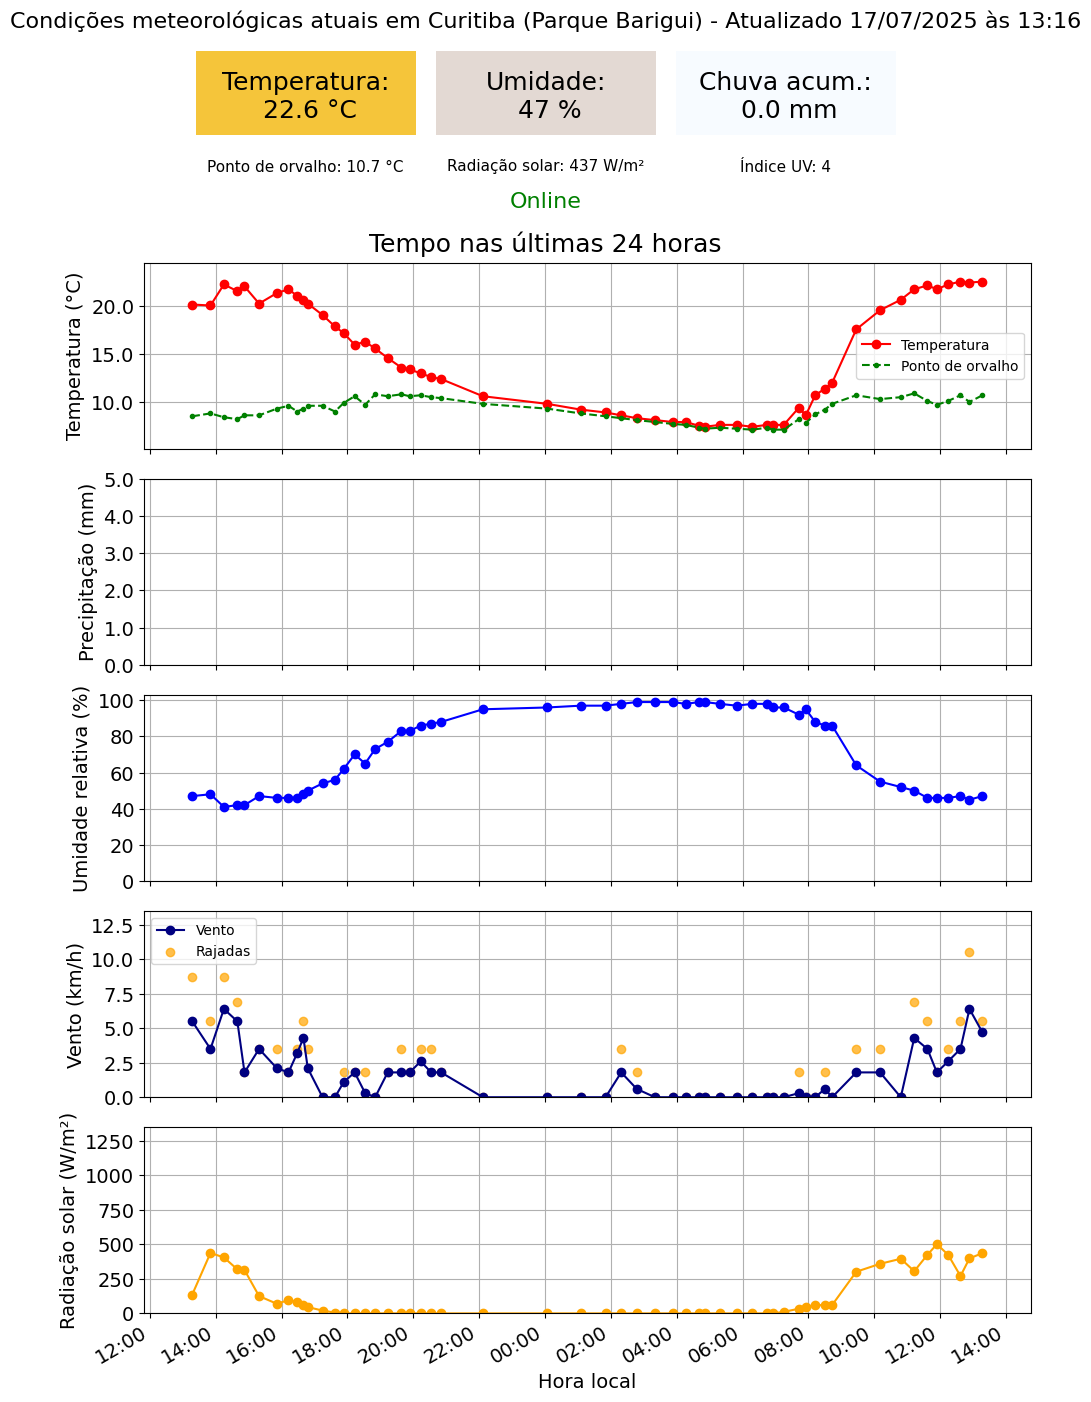 Condições meteorológicas atuais em Curitiba (Parque Barigui) - Atualizado 17/07/2025 às 13:16
Temperatura:
22.6 °C
Umidade:
47 %
Chuva acum.:
0.0 mm
Ponto de orvalho: 10.7 °C
Radiação solar: 437 W/m²
Índice UV: 4
Online
Tempo nas últimas 24 horas
Temperatura (°C)
20.0
15.0
10.0
Temperatura
Ponto de orvalho
Precipitação (mm)
5.0
4.0
3.0
2.0
1.0
0.0
Umidade relativa (%)
100
80
60
40
20
0
Vento (km/h)
12.5
10.0
7.5
5.0
2.5
0.0
Vento
Rajadas
Radiação solar (W/m²)
1250
1000
750
500
250
0
12:00
14:00
16:00
18:00
20:00
22:00
00:00
02:00
04:00
06:00
08:00
10:00
12:00
14:00
Hora local